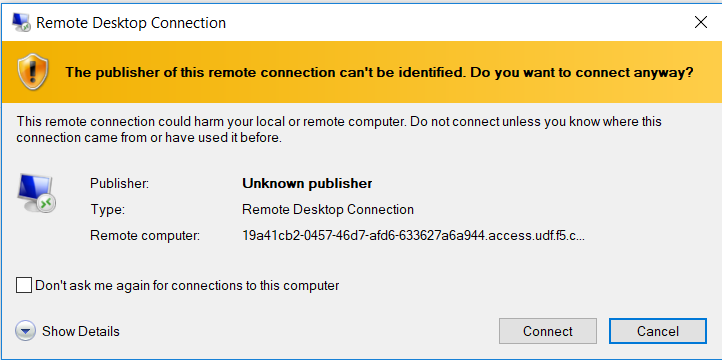 Remote Desktop Connection
The publisher of this remote connection can't be identified. Do you want to connect anyway?
This remote connection could harm your local or remote computer. Do not connect unless you know where this
connection came from or have used it before.
Publisher: Unknown publisher
Type: Remote Desktop Connection
Remote computer: 19a41cb2-0457-46d7-afd6-633627a6a944.access.udf.f5.c...
Don't ask me again for connections to this computer
Show Details Connect Cancel